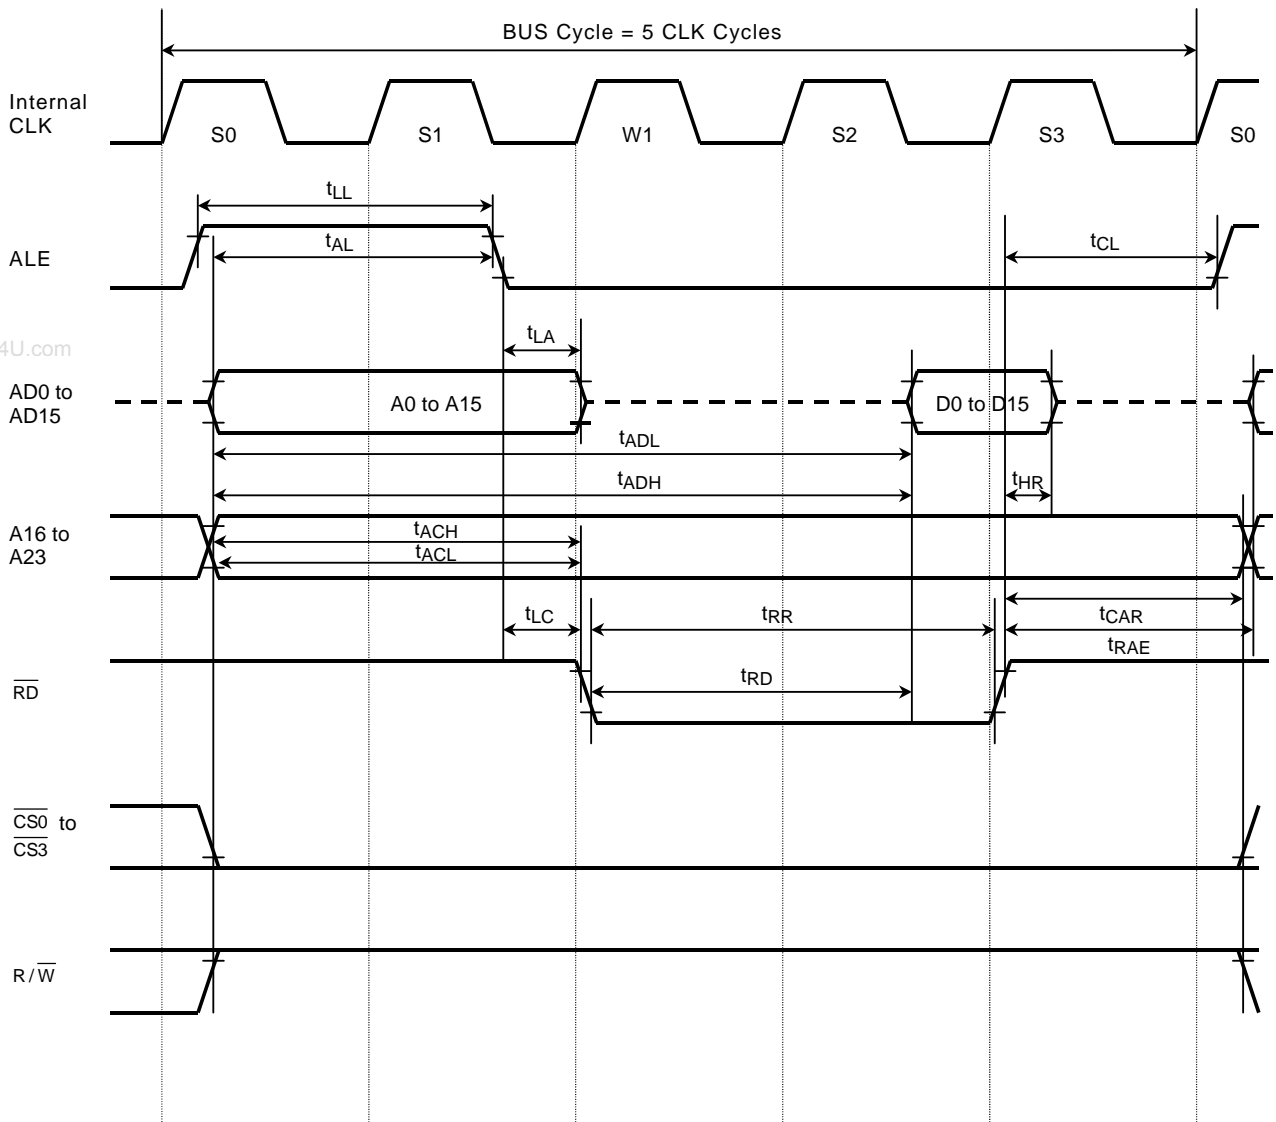 BUS Cycle = 5 CLK Cycles
Internal
CLK
S0 S1 W1 S2 S3 S0
tLL
ALE
tAL
tCL
tLA
4U.com
AD0 to
AD15
A0 to A15
D0 to D15
tADL
tADH
tHR
A16 to
A23
tACH
tACL
tLC
tRR
tCAR
tRAE
RD
tRD
CS0 to
CS3
R/W